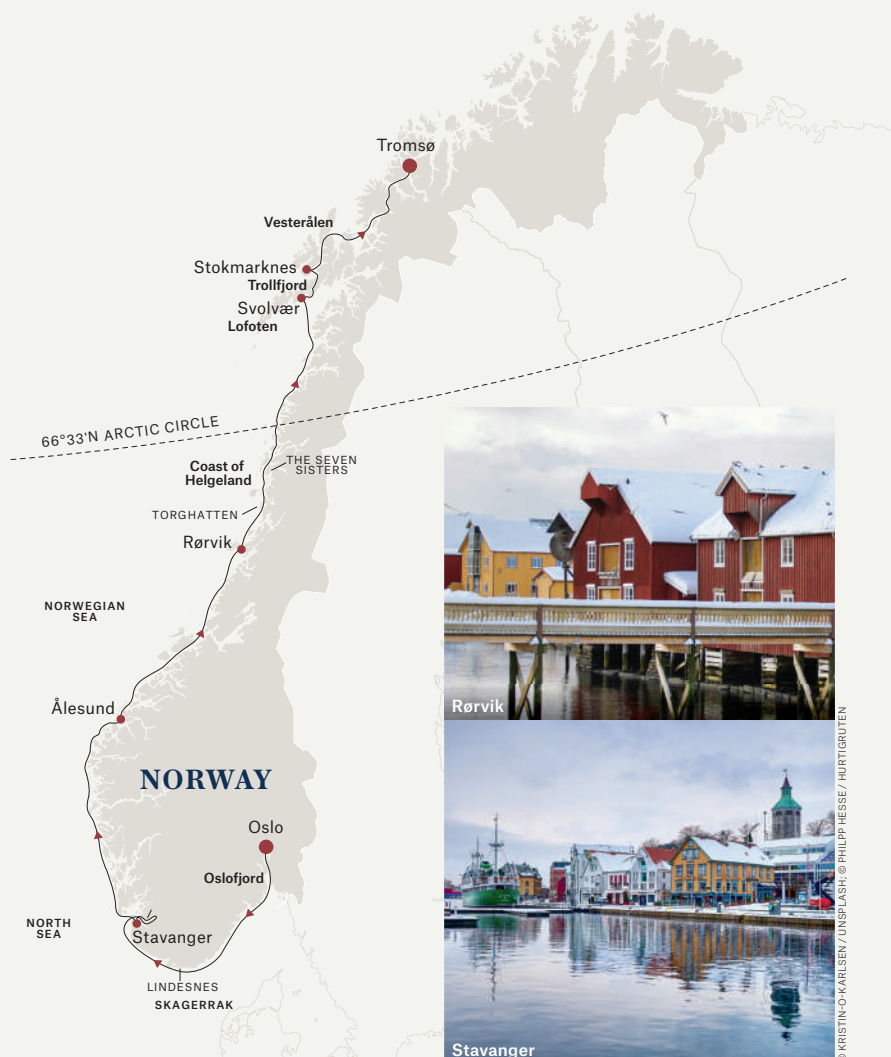 Tromsø
Vesterålen
Stokmarknes
Trollfjord
Svolvær
Lofoten
66°33'N ARCTIC CIRCLE
THE SEVEN
SISTERS
Coast of
Helgeland
TORGHATTEN
Rørvik
NORWEGIAN
SEA
Ålesund
NORWAY
Oslo
Oslofjord
NORTH
SEA
Stavanger
LINDESNES
SKAGERRAK
Rørvik
Stavanger
© KRISTIN-O-KARLSEN / UNSPLASH; © PHILPP HESSE / HURTIGRUTEN